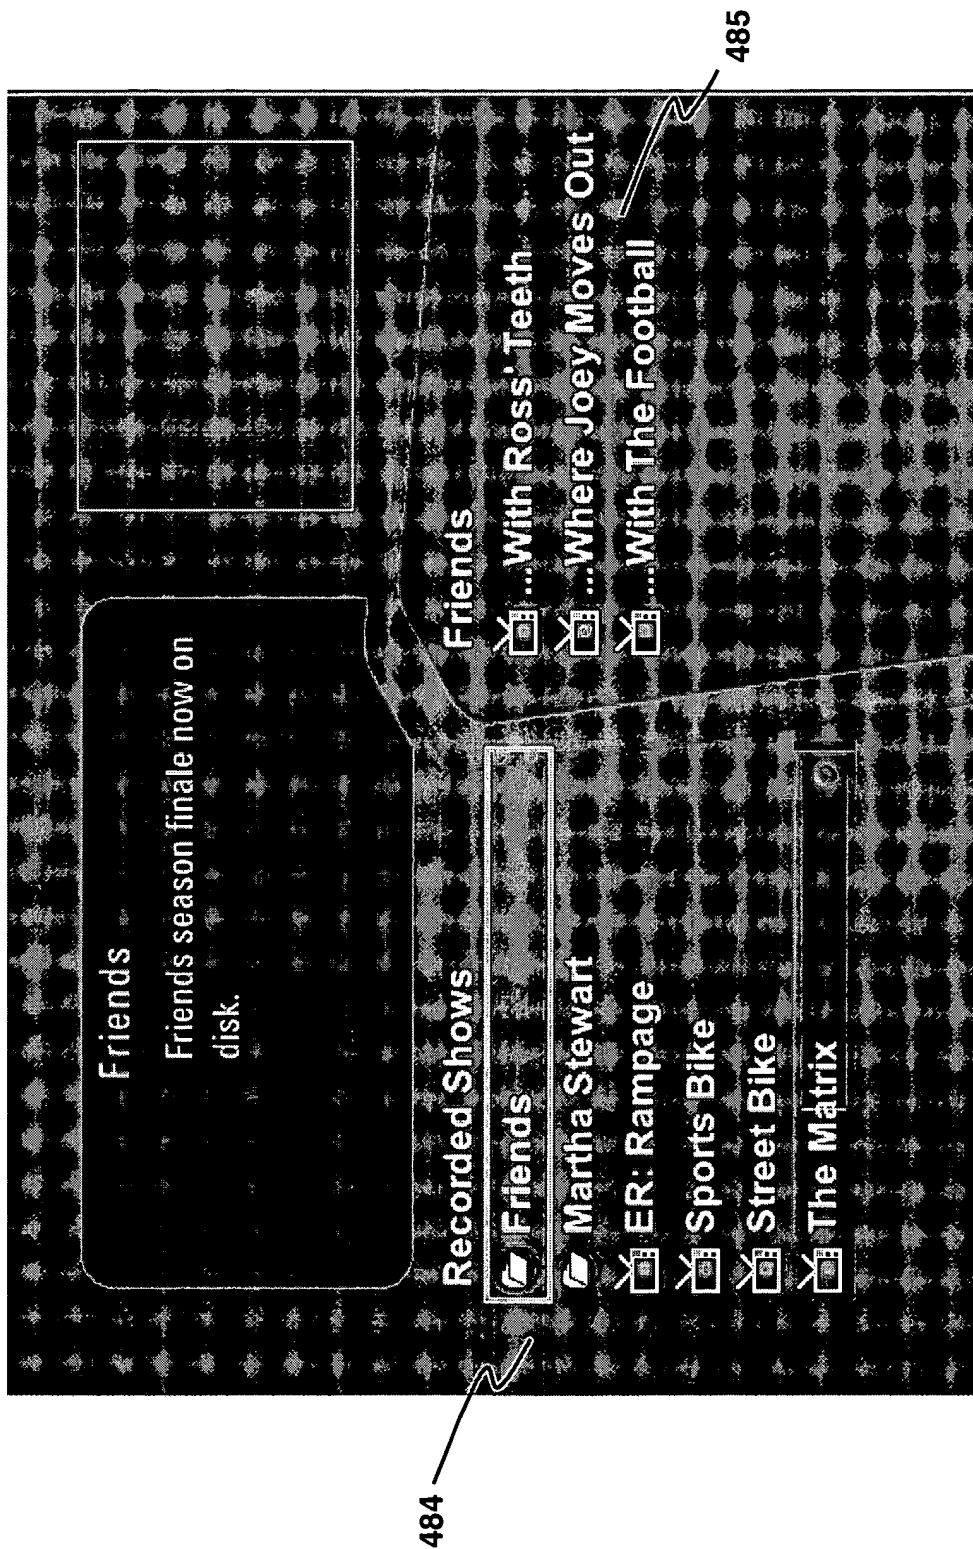 Friends
Friends season finale now on
disk.
Recorded Shows
Friends
Martha Stewart
ER: Rampage
Sports Bike
Street Bike
The Matrix
Friends
...With Ross' Teeth
...Where Joey Moves Out
...With The Football
484
485